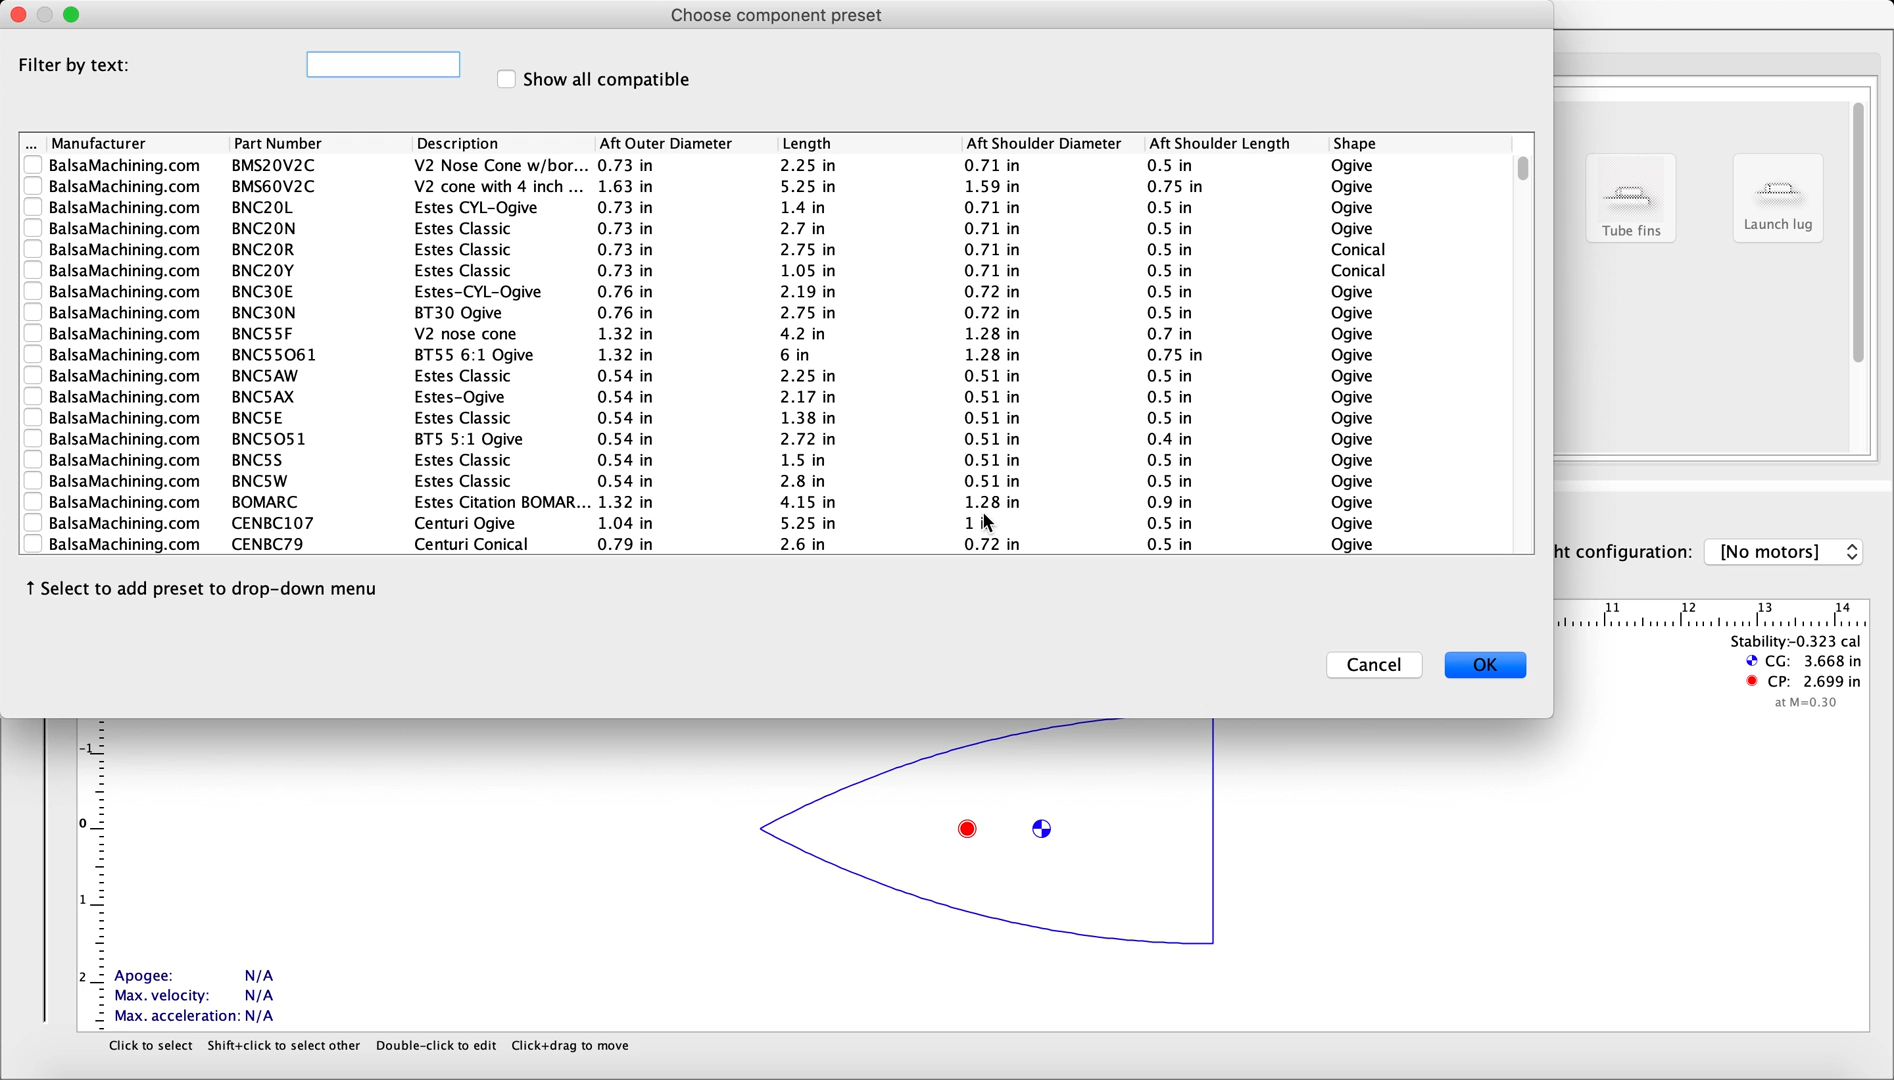 Choose component preset
Filter by text:
Show all compatible
... Manufacturer Part Number Description Aft Outer Diameter Length Aft Shoulder Diameter Aft Shoulder Length Shape
BalsaMachining.com BMS20V2C V2 Nose Cone w/bor... 0.73 in 2.25 in 0.71 in 0.5 in Ogive
BalsaMachining.com BMS60V2C V2 cone with 4 inch ... 1.63 in 5.25 in 1.59 in 0.75 in Ogive
BalsaMachining.com BNC20L Estes CYL-Ogive 0.73 in 1.4 in 0.71 in 0.5 in Ogive
BalsaMachining.com BNC20N Estes Classic 0.73 in 2.7 in 0.71 in 0.5 in Ogive
BalsaMachining.com BNC20R Estes Classic 0.73 in 2.75 in 0.71 in 0.5 in Conical
BalsaMachining.com BNC20Y Estes Classic 0.73 in 1.05 in 0.71 in 0.5 in Conical
BalsaMachining.com BNC30E Estes-CYL-Ogive 0.76 in 2.19 in 0.72 in 0.5 in Ogive
BalsaMachining.com BNC30N BT30 Ogive 0.76 in 2.75 in 0.72 in 0.5 in Ogive
BalsaMachining.com BNC55F V2 nose cone 1.32 in 4.2 in 1.28 in 0.7 in Ogive
BalsaMachining.com BNC55O61 BT55 6:1 Ogive 1.32 in 6 in 1.28 in 0.75 in Ogive
BalsaMachining.com BNC5AW Estes Classic 0.54 in 2.25 in 0.51 in 0.5 in Ogive
BalsaMachining.com BNC5AX Estes-Ogive 0.54 in 2.17 in 0.51 in 0.5 in Ogive
BalsaMachining.com BNC5E Estes Classic 0.54 in 1.38 in 0.51 in 0.5 in Ogive
BalsaMachining.com BNC5O51 BT5 5:1 Ogive 0.54 in 2.72 in 0.51 in 0.4 in Ogive
BalsaMachining.com BNC5S Estes Classic 0.54 in 1.5 in 0.51 in 0.5 in Ogive
BalsaMachining.com BNC5W Estes Classic 0.54 in 2.8 in 0.51 in 0.5 in Ogive
BalsaMachining.com BOMARC Estes Citation BOMAR... 1.32 in 4.15 in 1.28 in 0.9 in Ogive
BalsaMachining.com CENBC107 Centuri Ogive 1.04 in 5.25 in 1 0.5 in Ogive
BalsaMachining.com CENBC79 Centuri Conical 0.79 in 2.6 in 0.72 in 0.5 in Ogive
↑ Select to add preset to drop-down menu
Cancel OK
Tube fins Launch lug
ht configuration: [No motors]
11 12 13 14
Stability:-0.323 cal
CG: 3.668 in
CP: 2.699 in
at M=0.30
-1
0
1
2
Apogee: N/A
Max. velocity: N/A
Max. acceleration: N/A
Click to select Shift+click to select other Double-click to edit Click+drag to move